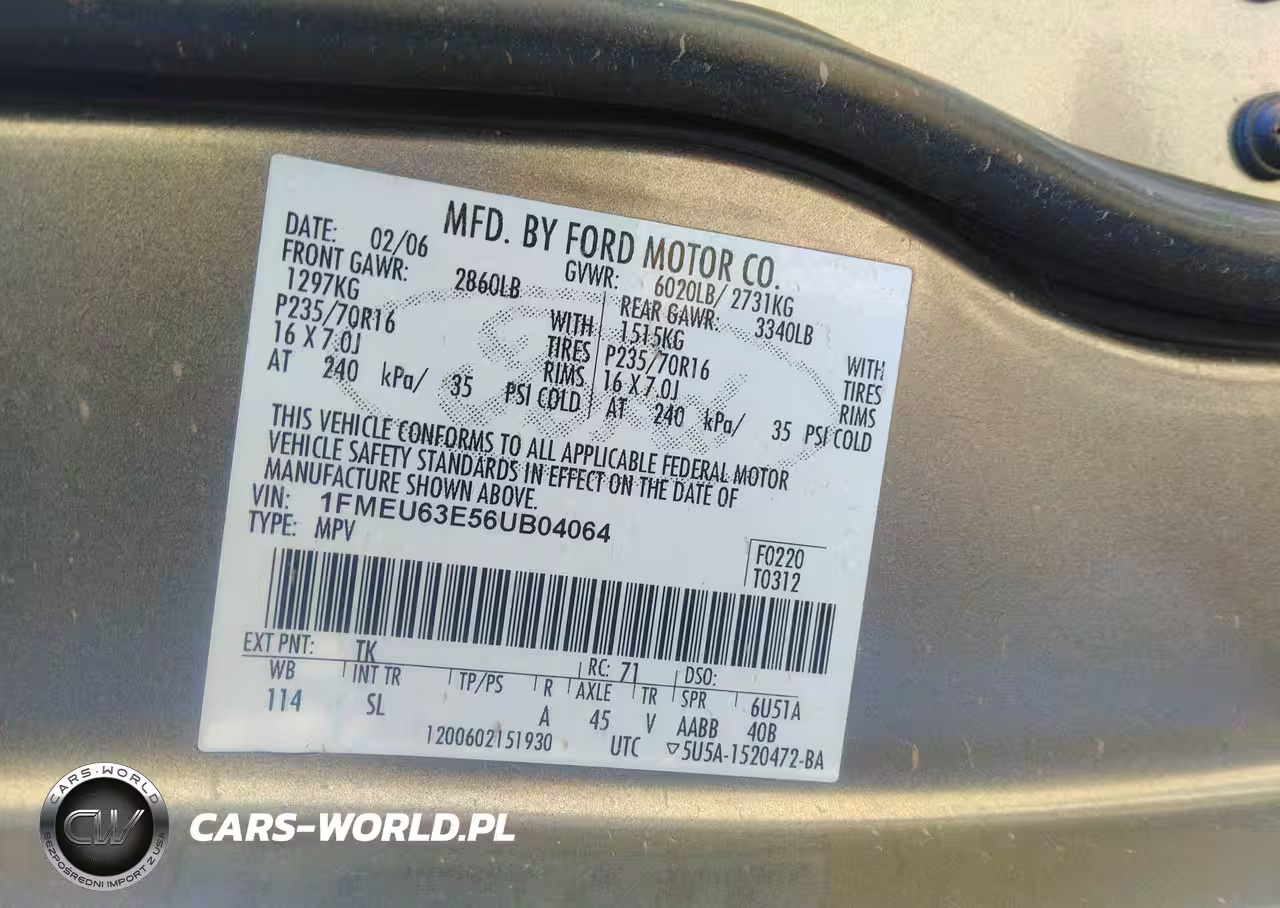 MFD. BY FORD MOTOR CO.
DATE: 02/06 GVWR: 6020LB/ 2731KG
FRONT GAWR: 2860LB REAR GAWR: 3340LB
1297KG WITH 1515KG WITH
P235/70R16 TIRES P235/70R16 TIRES
16 X 7.0J RIMS 16 X 7.0J RIMS
AT 240 kPa/ 35 PSI COLD AT 240 kPa/ 35 PSI COLD
THIS VEHICLE CONFORMS TO ALL APPLICABLE FEDERAL MOTOR
VEHICLE SAFETY STANDARDS IN EFFECT ON THE DATE OF
MANUFACTURE SHOWN ABOVE.
VIN: 1FMEU63E56UB04064
TYPE: MPV
F0220
T0312
EXT PNT: TK RC: 71 DSO:
WB INT TR TP/PS R AXLE TR SPR 6U51A
114 SL A 45 V AABB 40B
1200602151930 UTC ▽5U5A-1520472-BA
CARS-WORLD
CW
BEZPOŚREDNI IMPORT Z USA
CARS-WORLD.PL